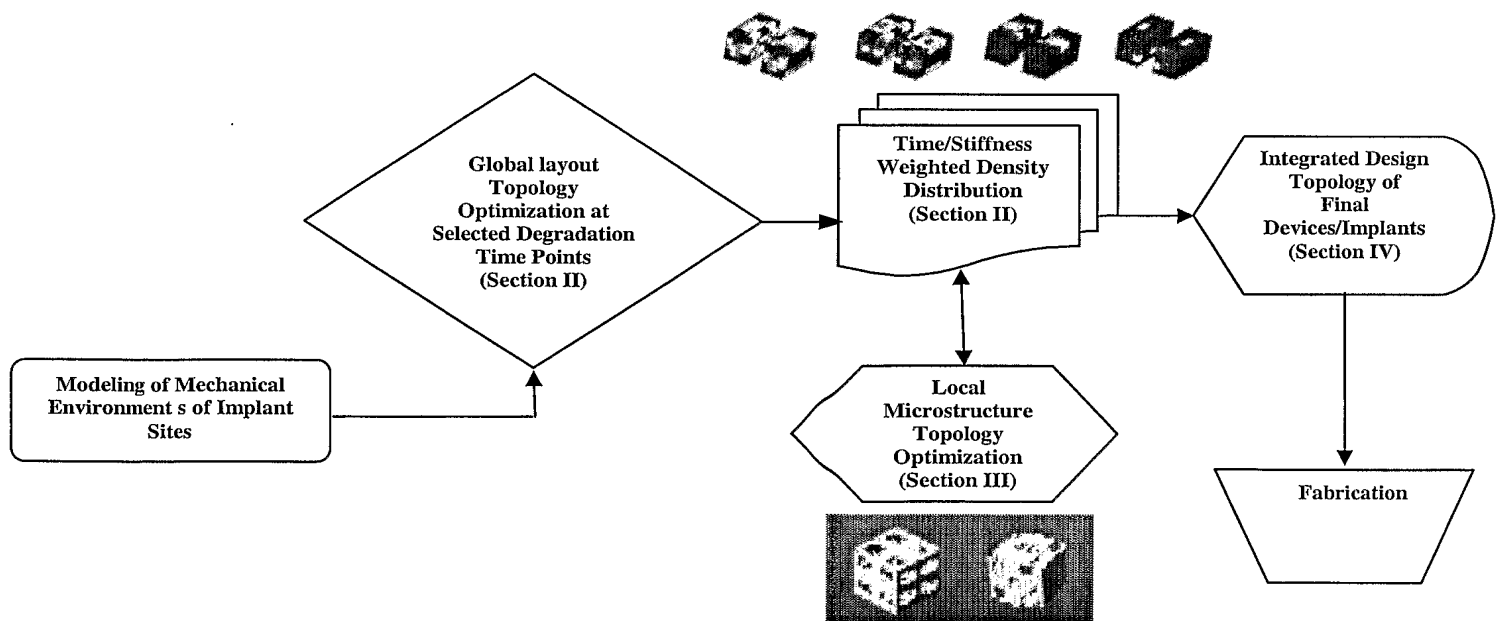 Global layout
Topology
Optimization at
Selected Degradation
Time Points
(Section II)
Time/Stiffness
Weighted Density
Distribution
(Section II)
Integrated Design
Topology of
Final
Devices/Implants
(Section IV)
Modeling of Mechanical
Environment s of Implant
Sites
Local
Microstructure
Topology
Optimization
(Section III)
Fabrication